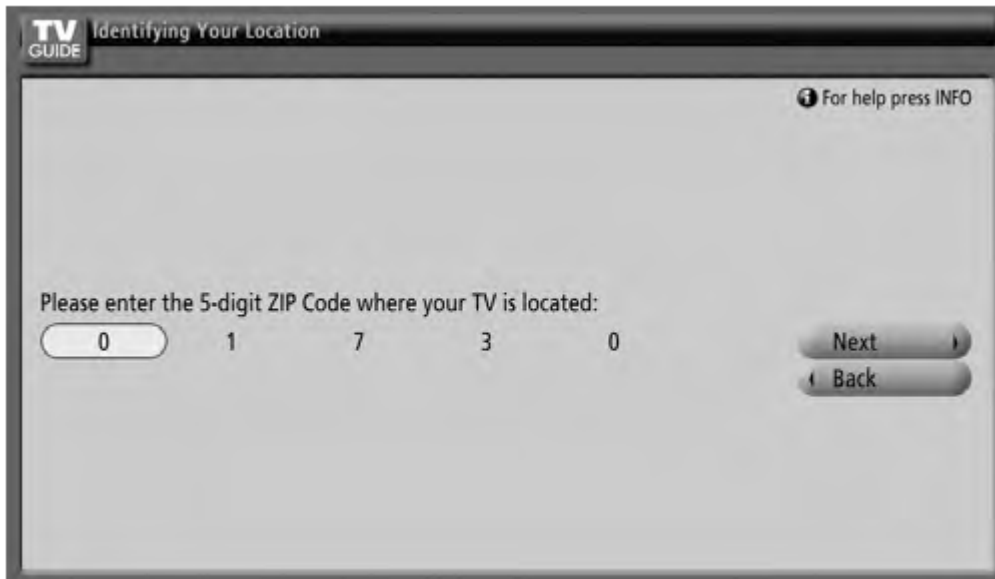 TV
GUIDE
Identifying Your Location
For help press INFO
Please enter the 5-digit ZIP Code where your TV is located:
0 1 7 3 0
Next
Back